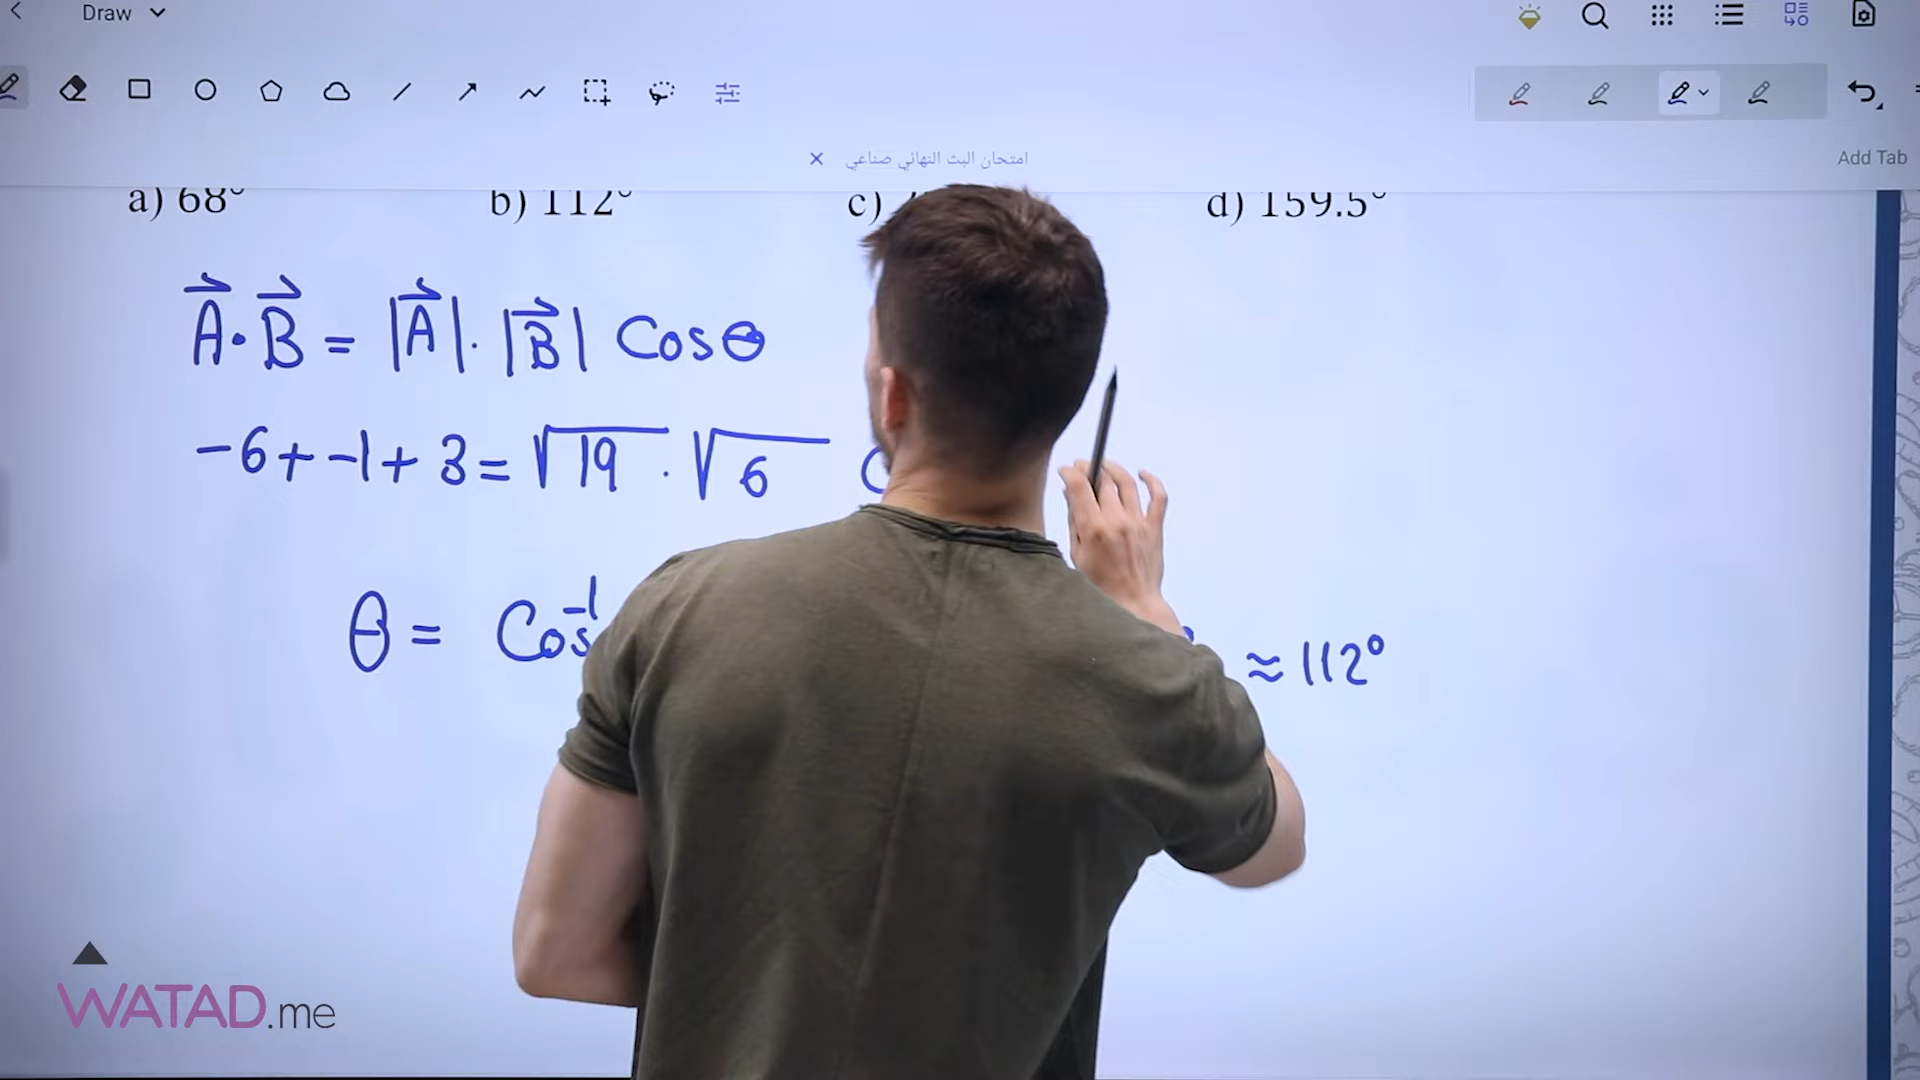 Draw
امتحان البث النهائي صناعي
Add Tab
a) 68° b) 112° c) d) 159.5°
A⃗·B⃗ = |A⃗|·|B⃗| Cosθ
-6+-1+3=√19·√6
θ = Cos⁻¹ ≈112°
WATAD.me